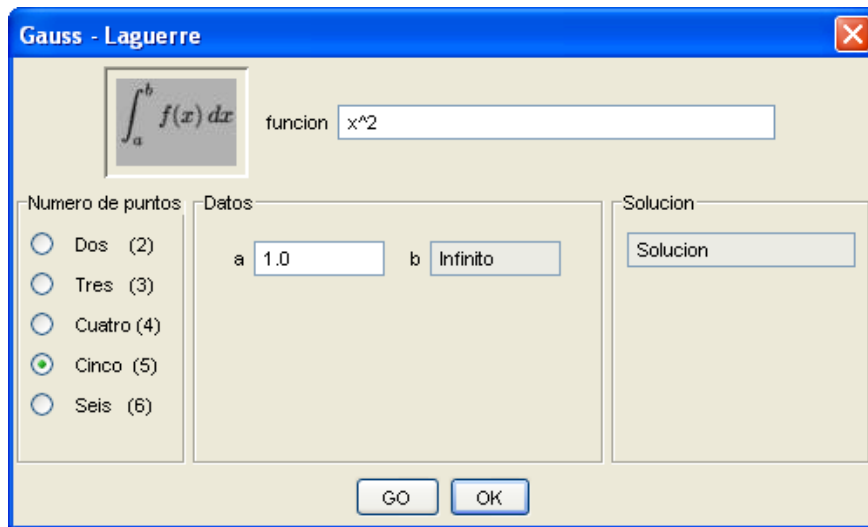 Gauss - Laguerre
∫_a^b f(x) dx
funcion x^2
Numero de puntos
Dos (2)
Tres (3)
Cuatro (4)
Cinco (5)
Seis (6)
Datos
a 1.0 b Infinito
Solucion
Solucion
GO OK